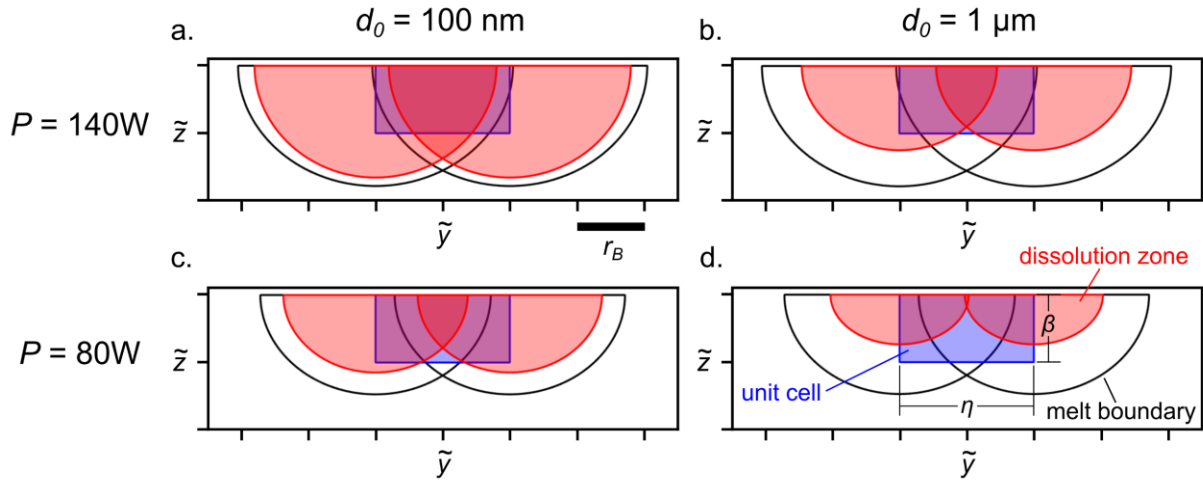 d₀ = 100 nm
d₀ = 1 µm
a.
b.
P = 140W
z̃
z̃
ỹ
ỹ
r_B
c.
d.
dissolution zone
P = 80W
z̃
z̃
β
unit cell
η
melt boundary
ỹ
ỹ